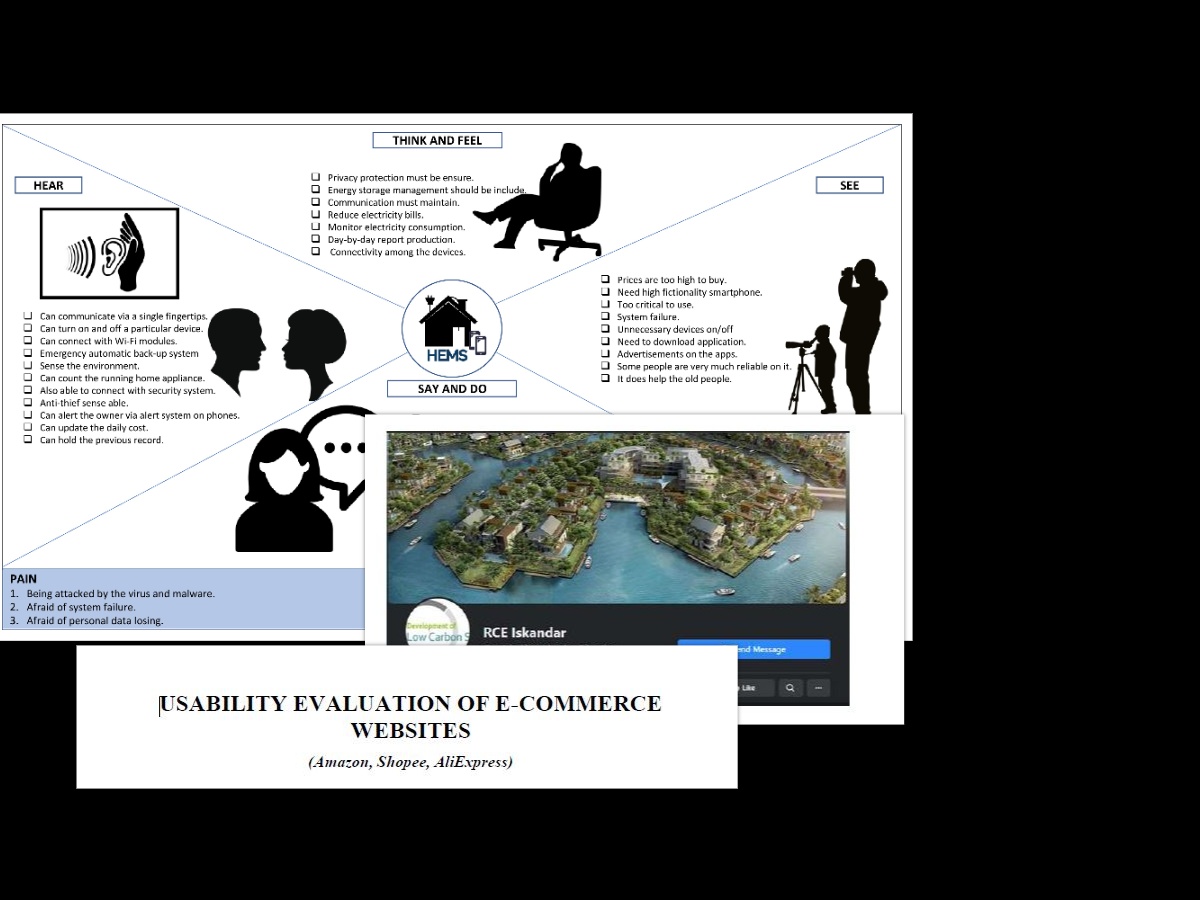 THINK AND FEEL
Privacy protection must be ensure.
Energy storage management should be include.
Communication must maintain.
Reduce electricity bills.
Monitor electricity consumption.
Day-by-day report production.
Connectivity among the devices.
HEAR
Can communicate via a single fingertips.
Can turn on and off a particular device.
Can connect with Wi-Fi modules.
Emergency automatic back-up system
Sense the environment.
Can count the running home appliance.
Also able to connect with security system.
Anti-thief sense able.
Can alert the owner via alert system on phones.
Can update the daily cost.
Can hold the previous record.
SEE
Prices are too high to buy.
Need high fictionality smartphone.
Too critical to use.
System failure.
Unnecessary devices on/off
Need to download application.
Advertisements on the apps.
Some people are very much reliable on it.
It does help the old people.
HEMS
SAY AND DO
PAIN
1. Being attacked by the virus and malware.
2. Afraid of system failure.
3. Afraid of personal data losing.
Development of
Low Carbon S
RCE Iskandar
end Message
Like
USABILITY EVALUATION OF E-COMMERCE
WEBSITES
(Amazon, Shopee, AliExpress)